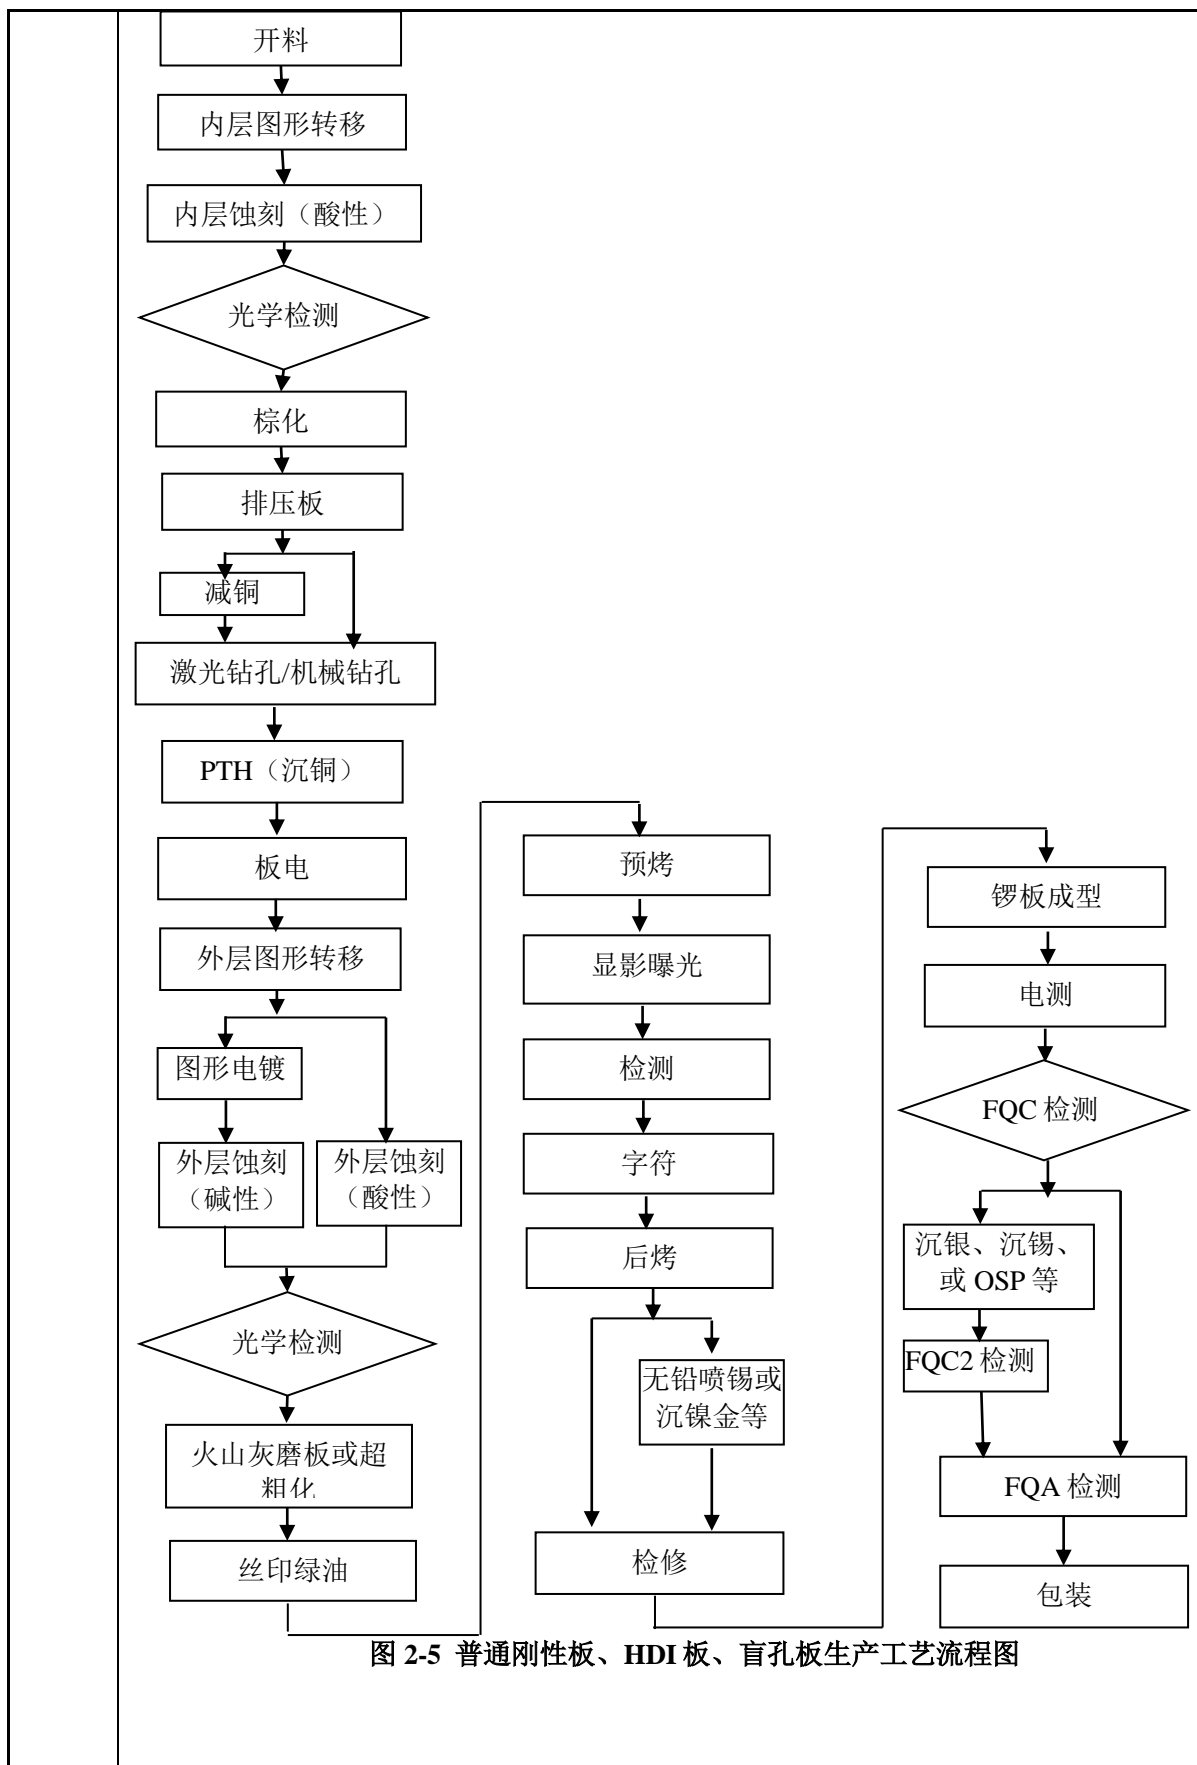 开料
内层图形转移
内层蚀刻（酸性）
光学检测
棕化
排压板
减铜
激光钻孔/机械钻孔
PTH（沉铜）
板电
外层图形转移
图形电镀
外层蚀刻
（碱性）
外层蚀刻
（酸性）
光学检测
火山灰磨板或超
粗化
丝印绿油
预烤
显影曝光
检测
字符
后烤
无铅喷锡或
沉镍金等
检修
锣板成型
电测
FQC 检测
沉银、沉锡、
或 OSP 等
FQC2 检测
FQA 检测
包装
图 2-5 普通刚性板、HDI 板、盲孔板生产工艺流程图